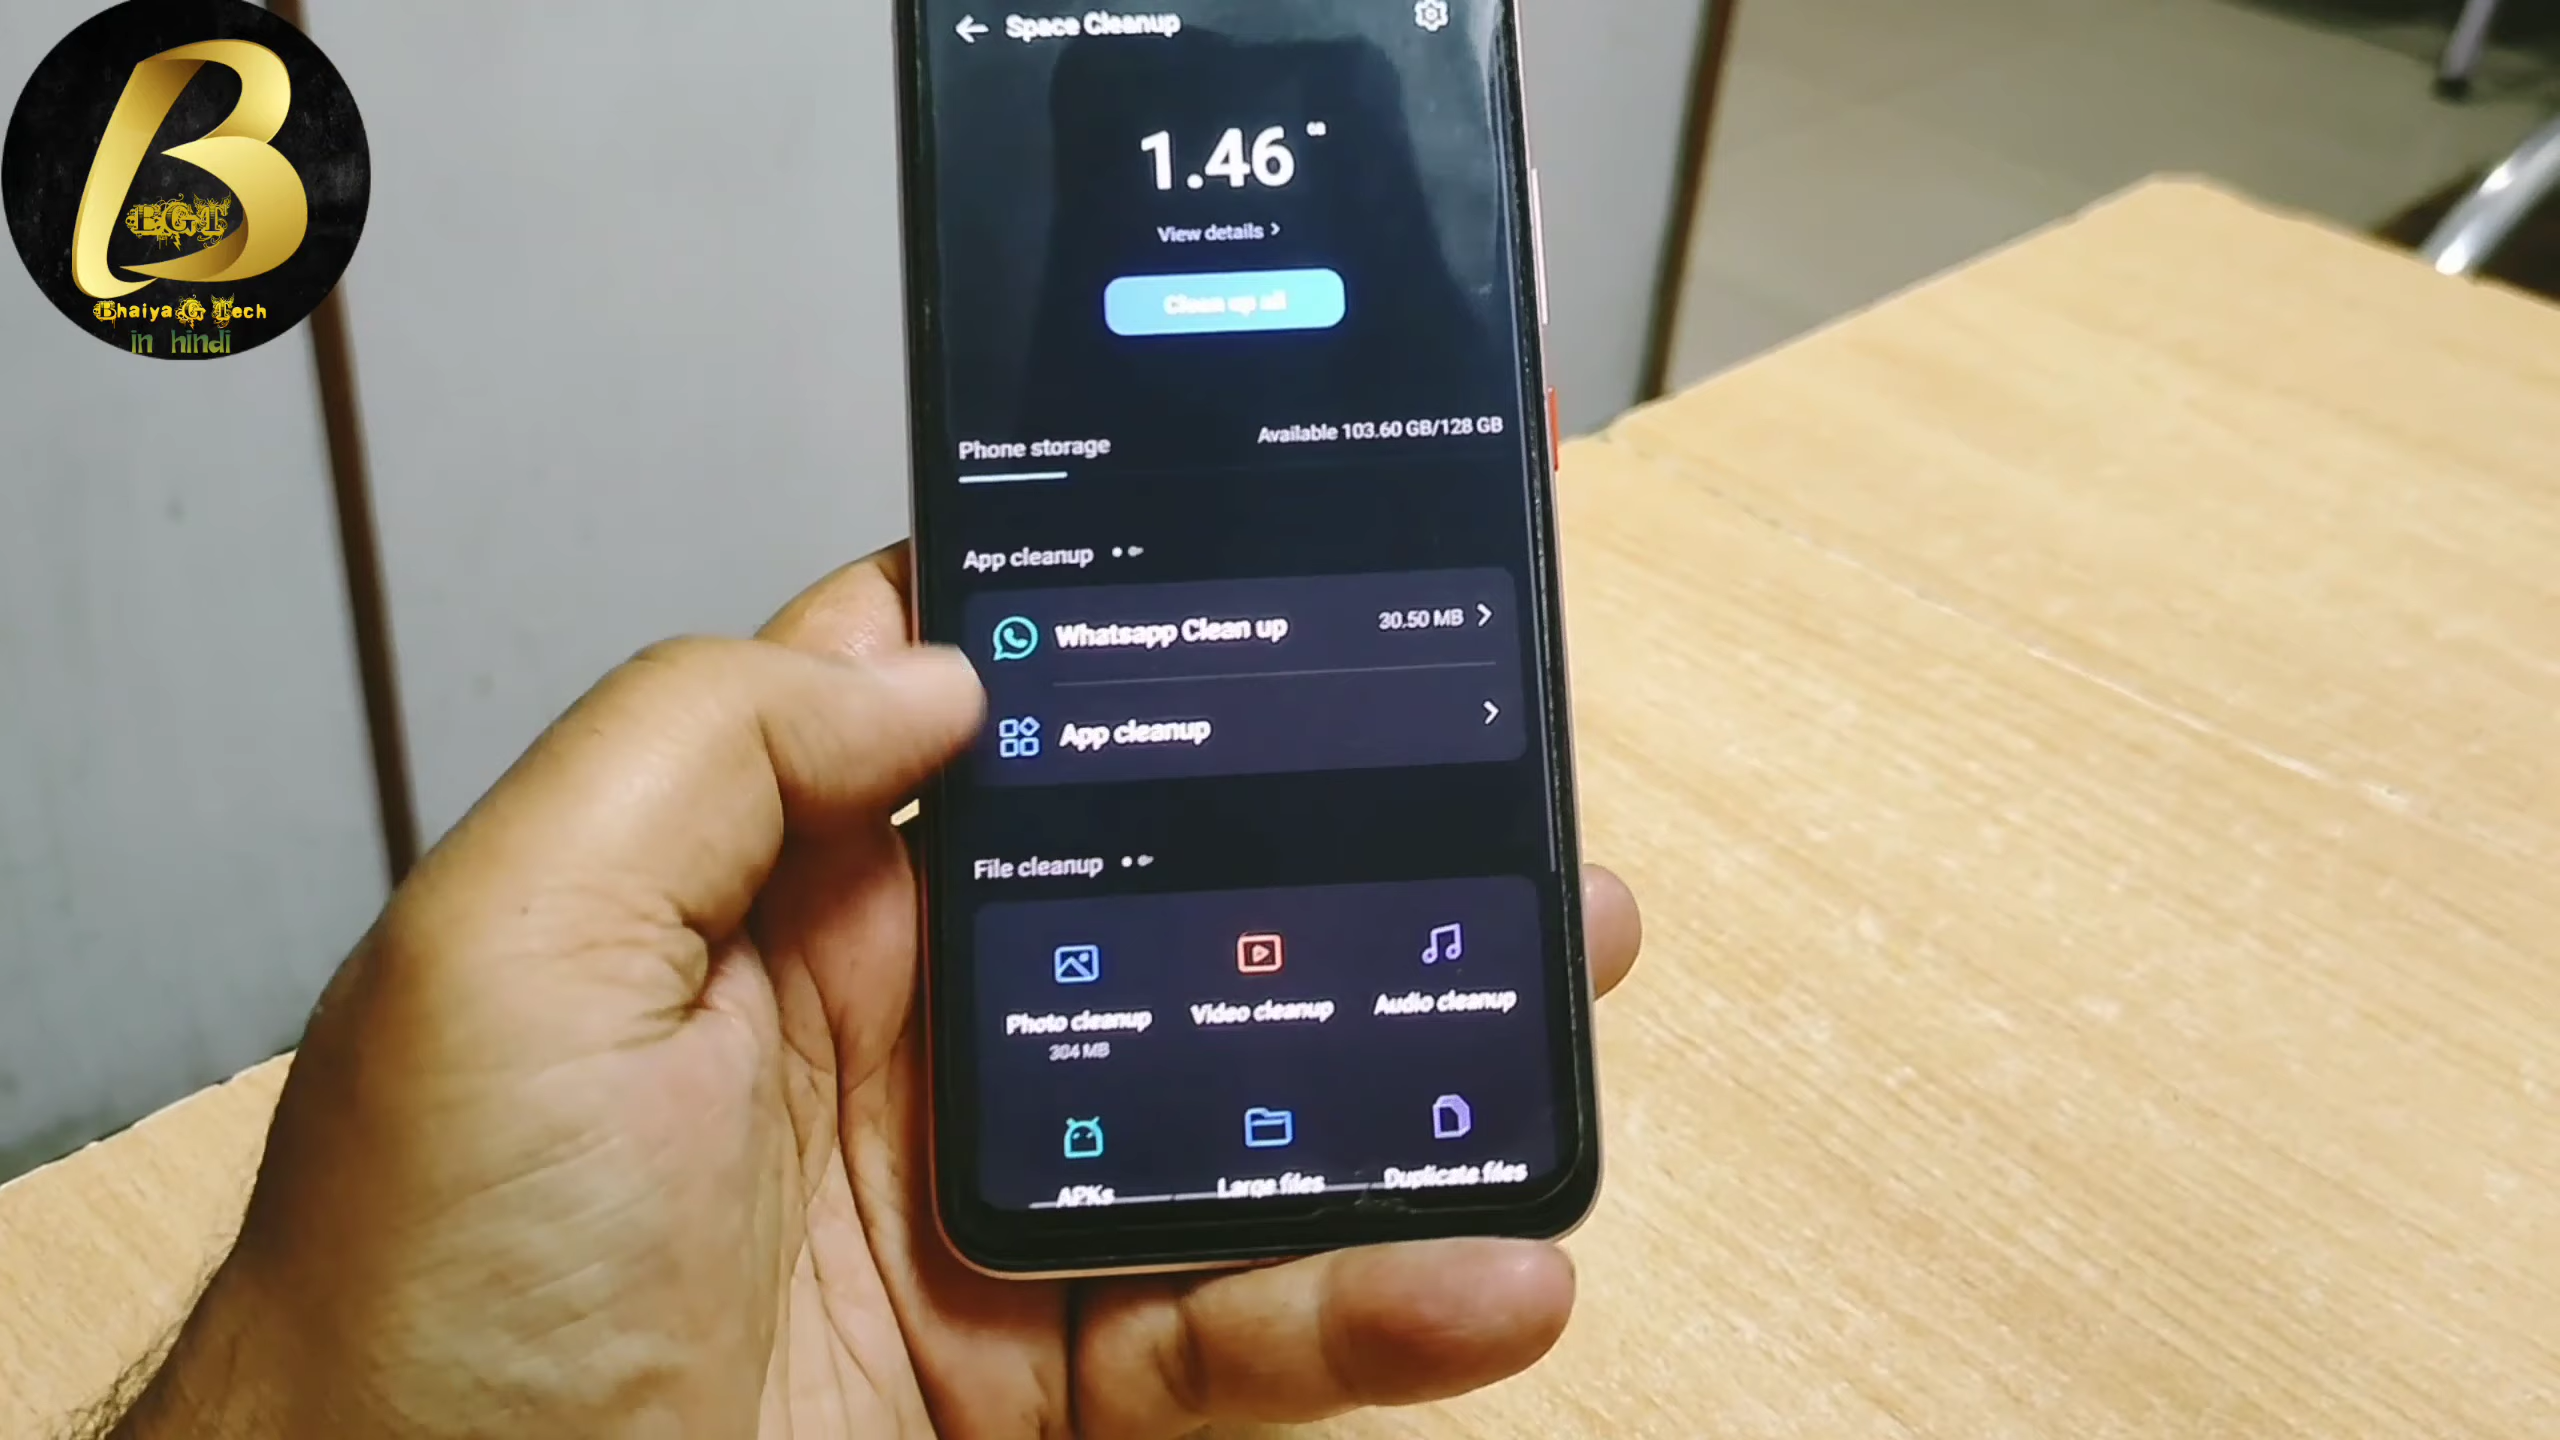 BGT
Bhaiya G Tech
in hindi
Space Cleanup
1.46 GB
View details >
Clean up all
Phone storage
Available 103.60 GB/128 GB
App cleanup
Whatsapp Clean up
30.50 MB
App cleanup
File cleanup
Photo cleanup
304 MB
Video cleanup
Audio cleanup
APKs
Large files
Duplicate files